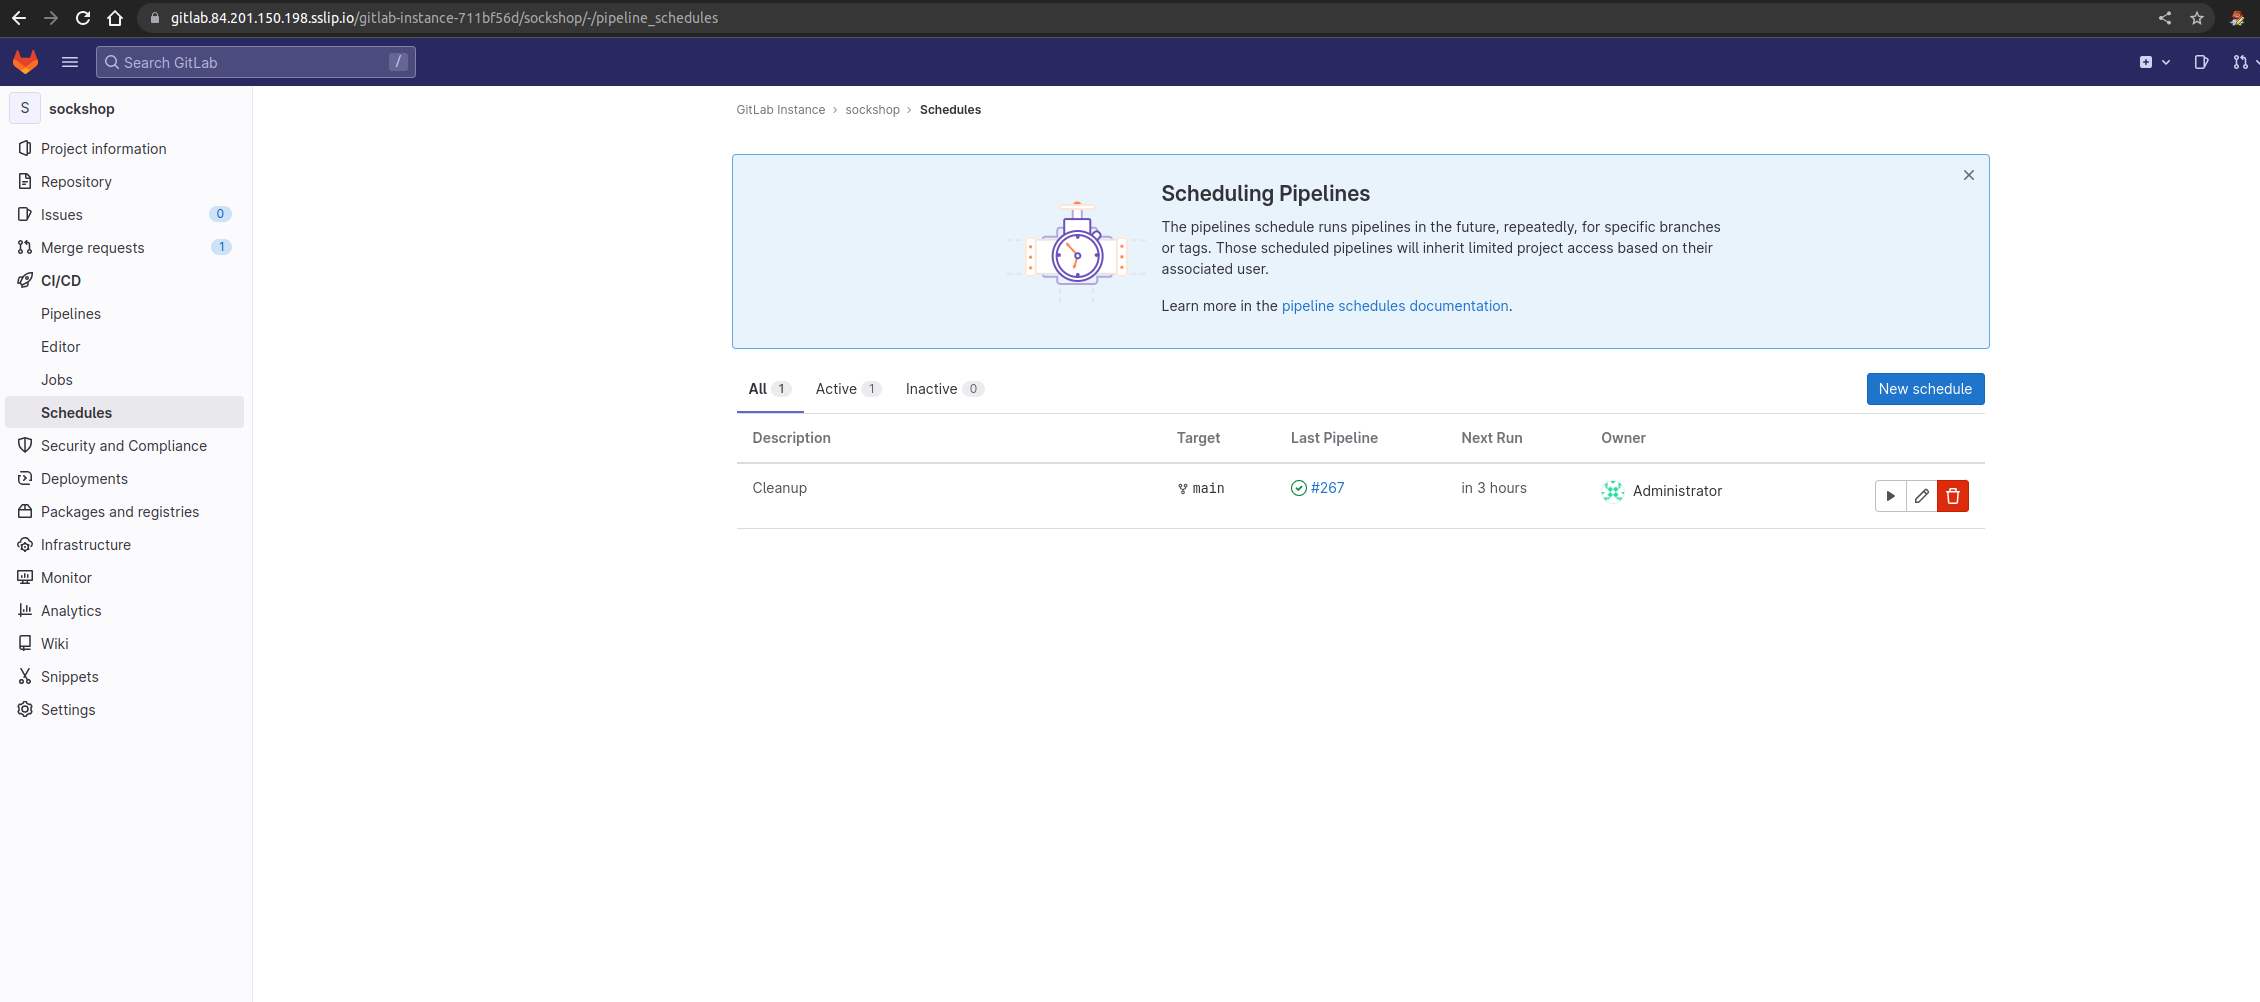 gitlab.84.201.150.198.sslip.io/gitlab-instance-711bf56d/sockshop/-/pipeline_schedules
Search GitLab /
S sockshop
Project information
Repository
Issues 0
Merge requests 1
CI/CD
Pipelines
Editor
Jobs
Schedules
Security and Compliance
Deployments
Packages and registries
Infrastructure
Monitor
Analytics
Wiki
Snippets
Settings
GitLab Instance › sockshop › Schedules
Scheduling Pipelines
The pipelines schedule runs pipelines in the future, repeatedly, for specific branches
or tags. Those scheduled pipelines will inherit limited project access based on their
associated user.
Learn more in the pipeline schedules documentation.
All 1 Active 1 Inactive 0 New schedule
Description Target Last Pipeline Next Run Owner
Cleanup main #267 in 3 hours Administrator